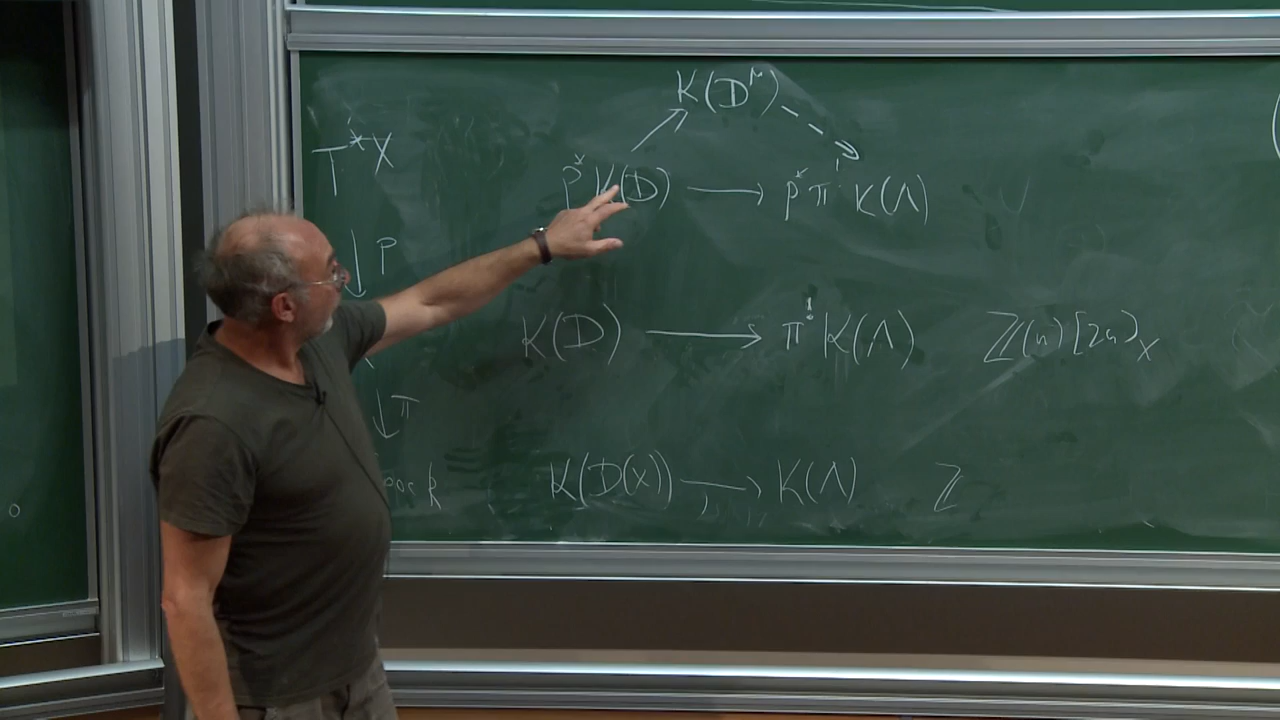 K(D^μ)
T^*X
p^* K(D) → p^* π^! K(Λ)
↓ p
K(D) → π^! K(Λ) ℤ(n)[2n]_X
↓ π
K(D(X)) → K(Λ) ℤ